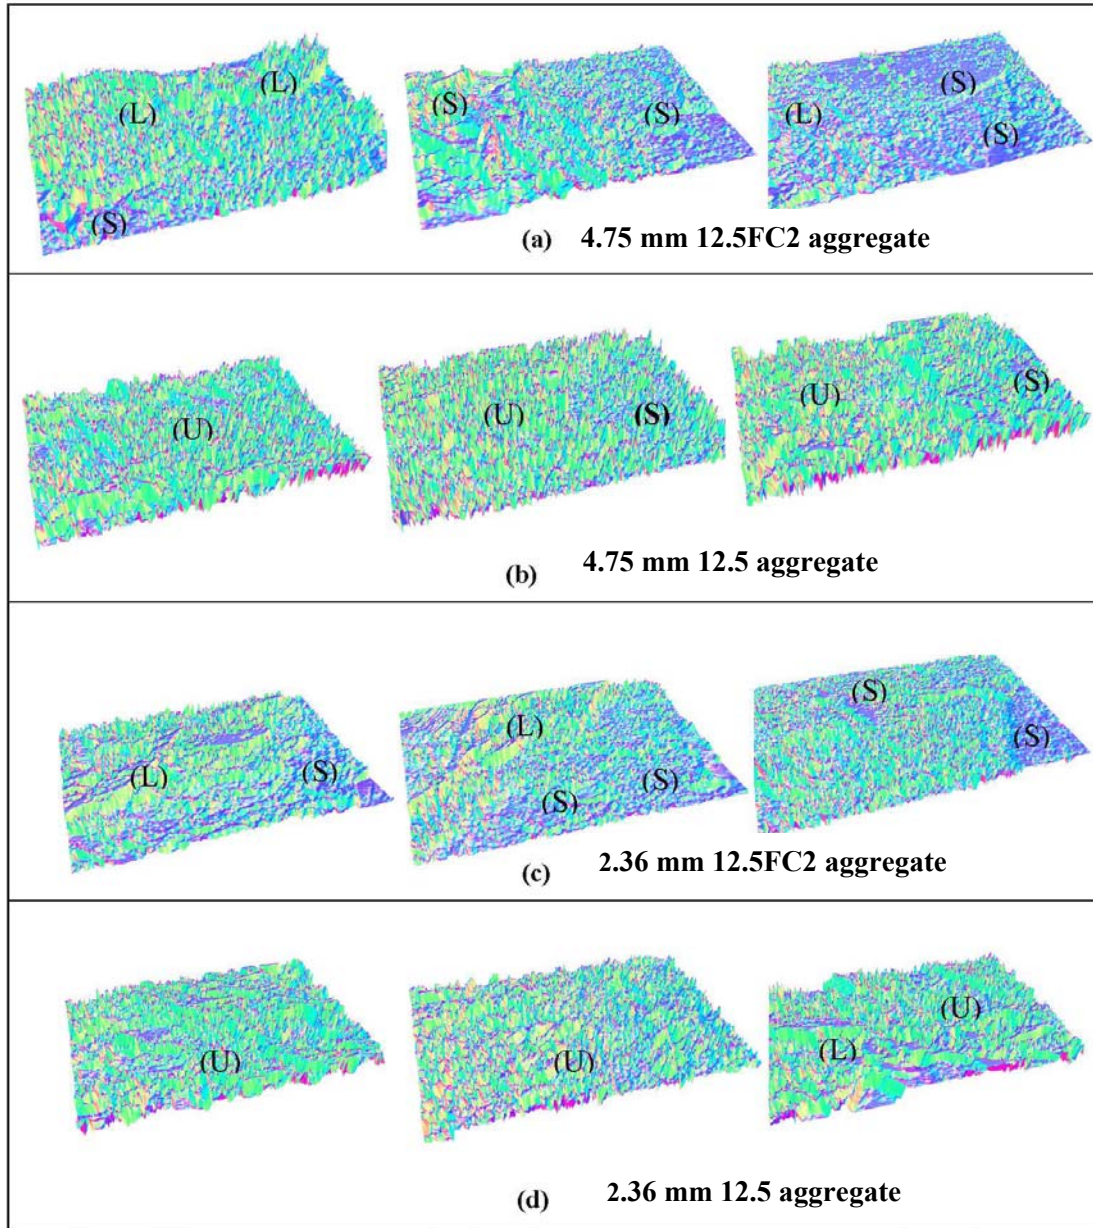 (L)
(L)
(S)
(S)
(S)
(L)
(S)
(S)
(a) 4.75 mm 12.5FC2 aggregate
(U)
(U)
(S)
(U)
(S)
(b) 4.75 mm 12.5 aggregate
(L)
(S)
(L)
(S)
(S)
(S)
(S)
(c) 2.36 mm 12.5FC2 aggregate
(U)
(U)
(L)
(U)
(d) 2.36 mm 12.5 aggregate